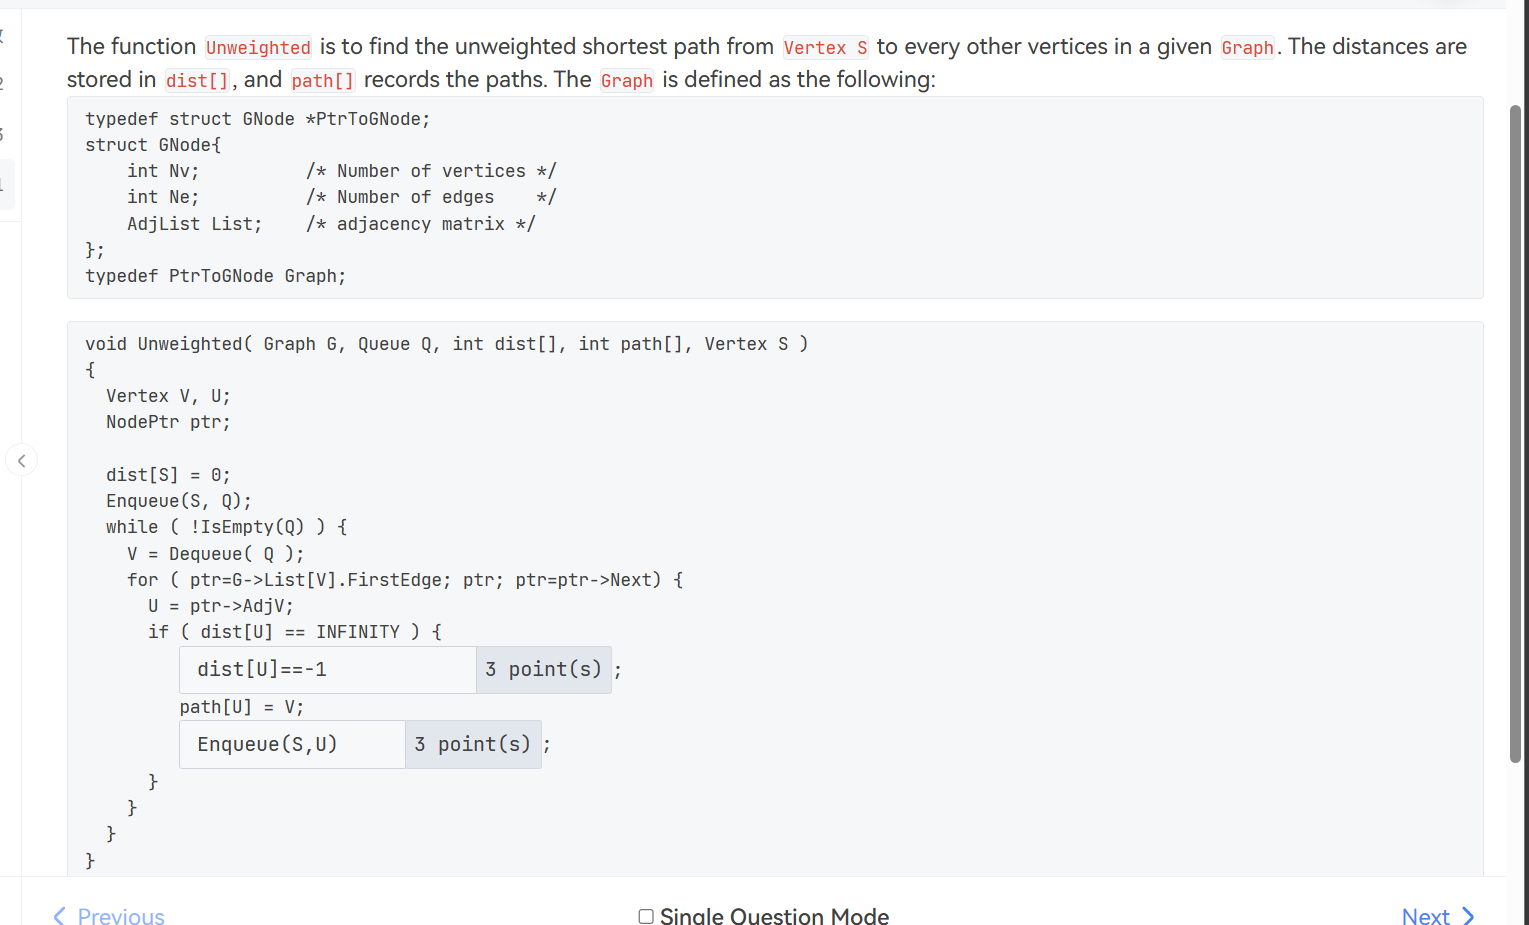 The function Unweighted is to find the unweighted shortest path from Vertex S to every other vertices in a given Graph. The distances are
stored in dist[], and path[] records the paths. The Graph is defined as the following:
typedef struct GNode *PtrToGNode;
struct GNode{
    int Nv;          /* Number of vertices */
    int Ne;          /* Number of edges    */
    AdjList List;    /* adjacency matrix */
};
typedef PtrToGNode Graph;
void Unweighted( Graph G, Queue Q, int dist[], int path[], Vertex S )
{
  Vertex V, U;
  NodePtr ptr;
  dist[S] = 0;
  Enqueue(S, Q);
  while ( !IsEmpty(Q) ) {
    V = Dequeue( Q );
    for ( ptr=G->List[V].FirstEdge; ptr; ptr=ptr->Next) {
      U = ptr->AdjV;
      if ( dist[U] == INFINITY ) {
         dist[U]==-1 3 point(s) ;
         path[U] = V;
         Enqueue(S,U) 3 point(s) ;
      }
    }
  }
}
Previous Single Question Mode Next